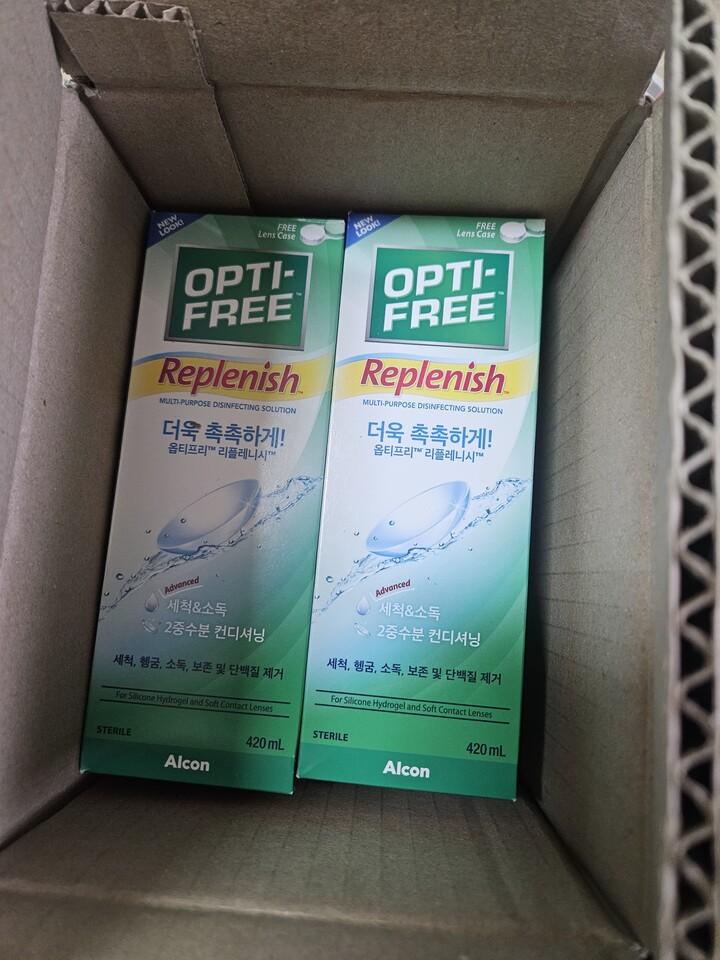 NEW
LOOK!
FREE
Lens Case
OPTI-
FREE™
Replenish™
MULTI-PURPOSE DISINFECTING SOLUTION
더욱 촉촉하게!
옵티프리™ 리플레니시™
Advanced
세척&소독
2중수분 컨디셔닝
세척, 헹굼, 소독, 보존 및 단백질 제거
For Silicone Hydrogel and Soft Contact Lenses
STERILE
420 mL
Alcon
NEW
LOOK!
FREE
Lens Case
OPTI-
FREE™
Replenish™
MULTI-PURPOSE DISINFECTING SOLUTION
더욱 촉촉하게!
옵티프리™ 리플레니시™
Advanced
세척&소독
2중수분 컨디셔닝
세척, 헹굼, 소독, 보존 및 단백질 제거
For Silicone Hydrogel and Soft Contact Lenses
STERILE
420 mL
Alcon